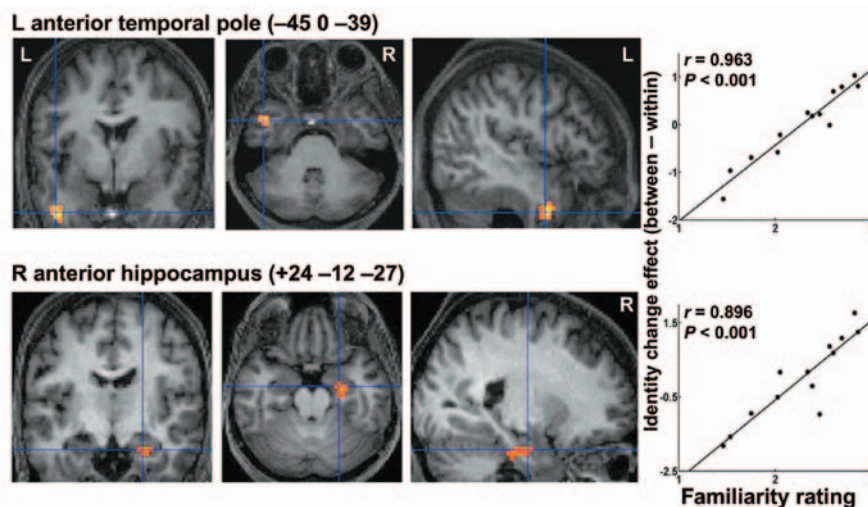 L anterior temporal pole (–45 0 –39)
L
R
L
r = 0.963
P < 0.001
1
0
-1
-2
1
2
R anterior hippocampus (+24 –12 –27)
R
r = 0.896
P < 0.001
1.5
-0.5
-2.5
1
2
Identity change effect (between – within)
Familiarity rating